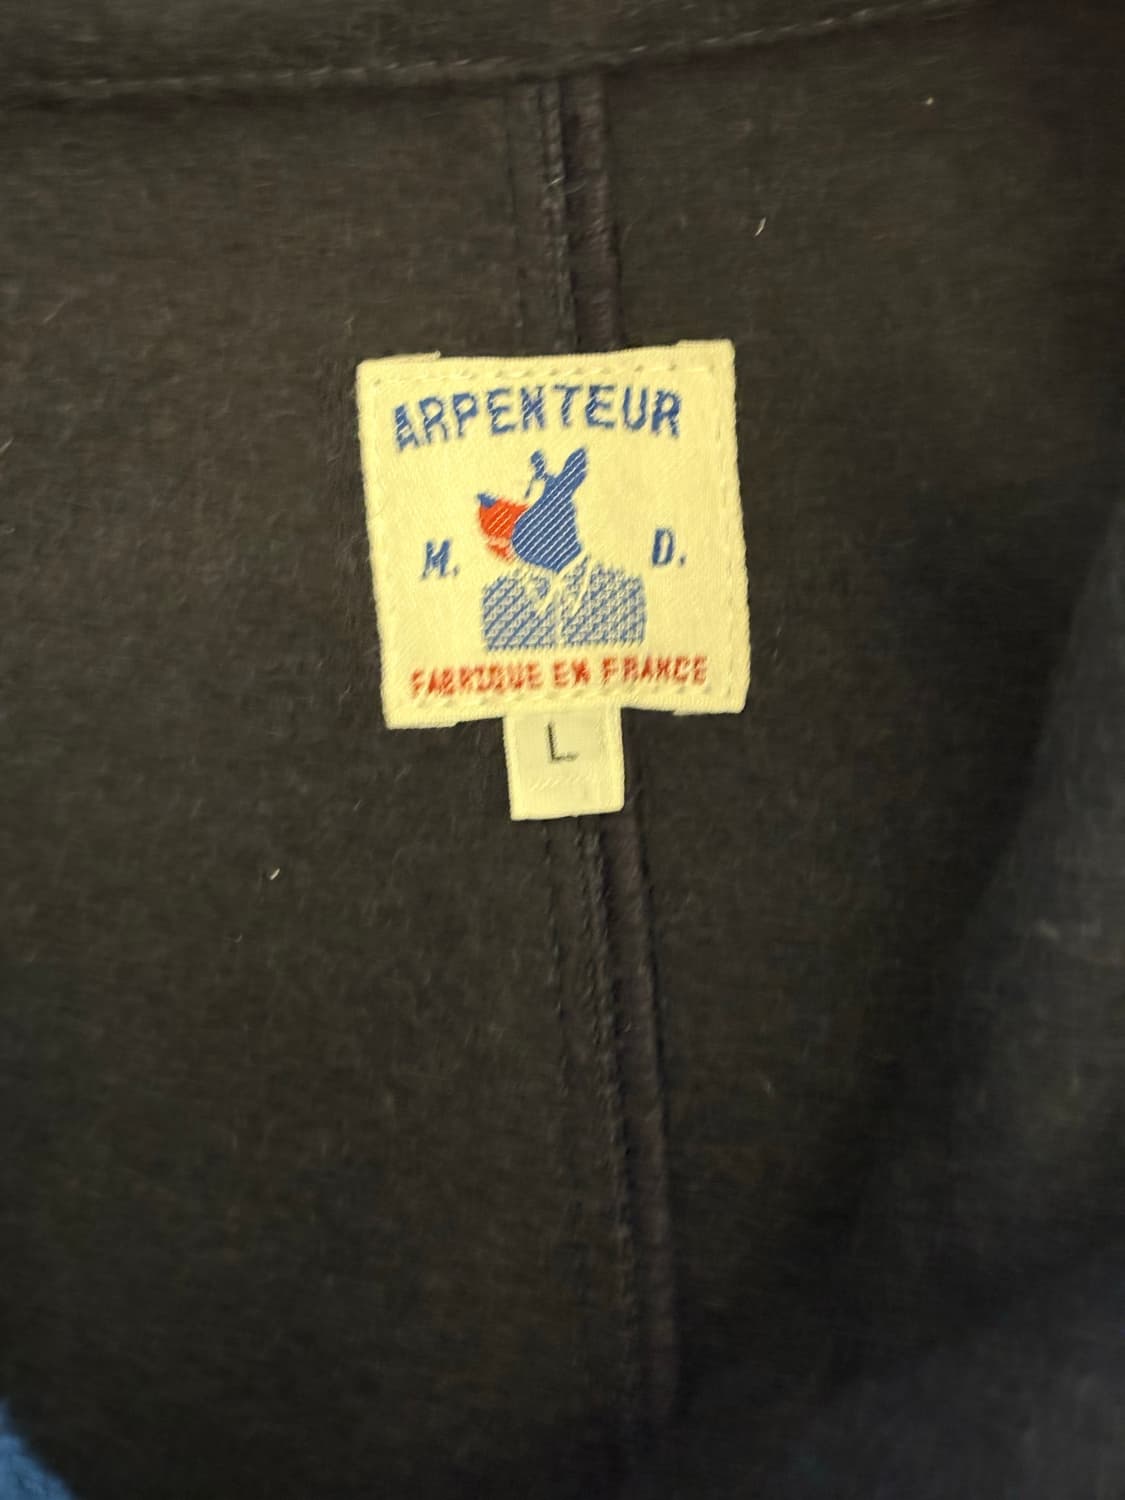 ARPENTEUR
M. D.
FABRIQUE EN FRANCE
L